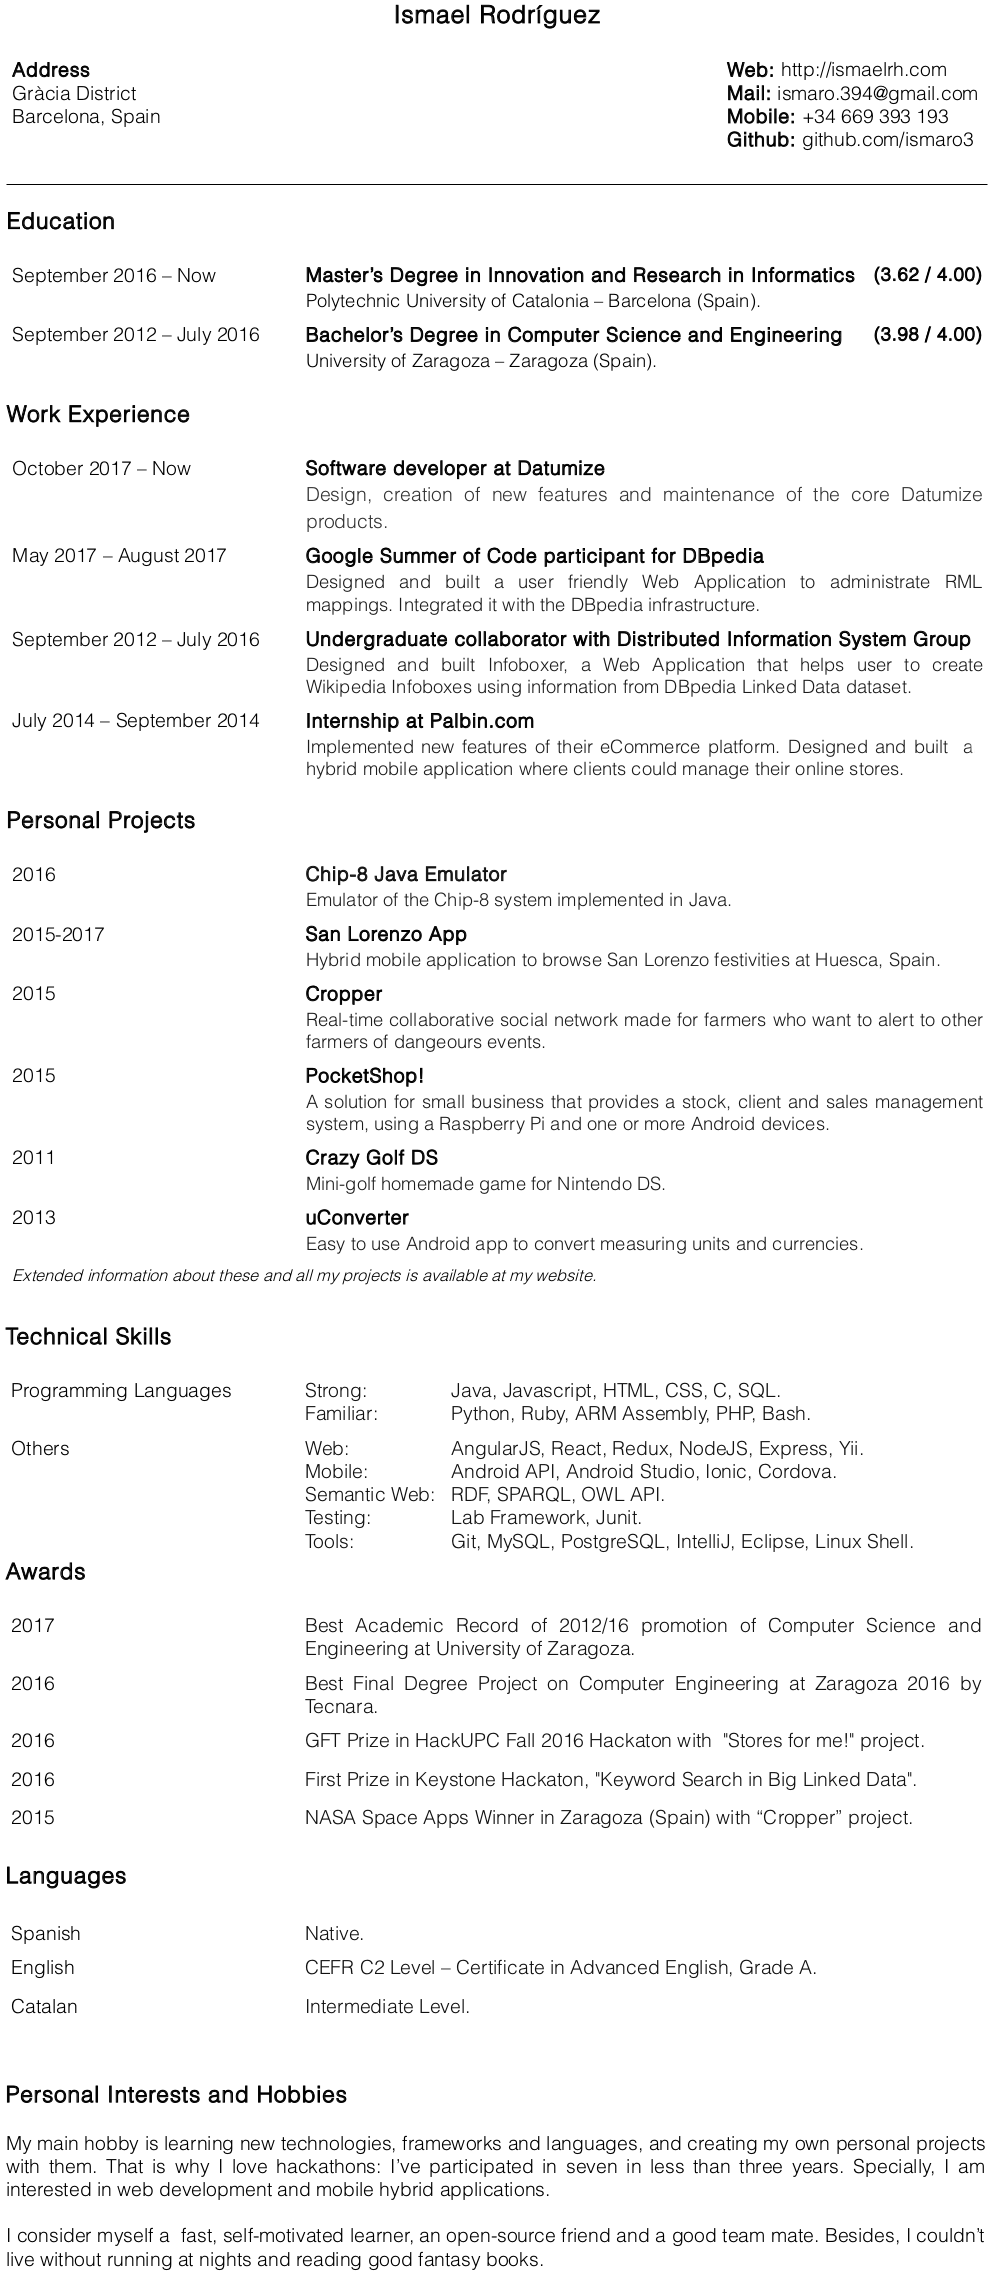 Ismael Rodríguez
Address
Gràcia District
Barcelona, Spain
Web: http://ismaelrh.com
Mail: ismaro.394@gmail.com
Mobile: +34 669 393 193
Github: github.com/ismaro3
Education
September 2016 – Now Master’s Degree in Innovation and Research in Informatics (3.62 / 4.00)
Polytechnic University of Catalonia – Barcelona (Spain).
September 2012 – July 2016 Bachelor’s Degree in Computer Science and Engineering (3.98 / 4.00)
University of Zaragoza – Zaragoza (Spain).
Work Experience
October 2017 – Now Software developer at Datumize
Design, creation of new features and maintenance of the core Datumize
products.
May 2017 – August 2017 Google Summer of Code participant for DBpedia
Designed and built a user friendly Web Application to administrate RML
mappings. Integrated it with the DBpedia infrastructure.
September 2012 – July 2016 Undergraduate collaborator with Distributed Information System Group
Designed and built Infoboxer, a Web Application that helps user to create
Wikipedia Infoboxes using information from DBpedia Linked Data dataset.
July 2014 – September 2014 Internship at Palbin.com
Implemented new features of their eCommerce platform. Designed and built a
hybrid mobile application where clients could manage their online stores.
Personal Projects
2016 Chip-8 Java Emulator
Emulator of the Chip-8 system implemented in Java.
2015-2017 San Lorenzo App
Hybrid mobile application to browse San Lorenzo festivities at Huesca, Spain.
2015 Cropper
Real-time collaborative social network made for farmers who want to alert to other
farmers of dangeours events.
2015 PocketShop!
A solution for small business that provides a stock, client and sales management
system, using a Raspberry Pi and one or more Android devices.
2011 Crazy Golf DS
Mini-golf homemade game for Nintendo DS.
2013 uConverter
Easy to use Android app to convert measuring units and currencies.
Extended information about these and all my projects is available at my website.
Technical Skills
Programming Languages Strong: Java, Javascript, HTML, CSS, C, SQL.
Familiar: Python, Ruby, ARM Assembly, PHP, Bash.
Others Web: AngularJS, React, Redux, NodeJS, Express, Yii.
Mobile: Android API, Android Studio, Ionic, Cordova.
Semantic Web: RDF, SPARQL, OWL API.
Testing: Lab Framework, Junit.
Tools: Git, MySQL, PostgreSQL, IntelliJ, Eclipse, Linux Shell.
Awards
2017 Best Academic Record of 2012/16 promotion of Computer Science and
Engineering at University of Zaragoza.
2016 Best Final Degree Project on Computer Engineering at Zaragoza 2016 by
Tecnara.
2016 GFT Prize in HackUPC Fall 2016 Hackaton with "Stores for me!" project.
2016 First Prize in Keystone Hackaton, "Keyword Search in Big Linked Data".
2015 NASA Space Apps Winner in Zaragoza (Spain) with “Cropper” project.
Languages
Spanish Native.
English CEFR C2 Level – Certificate in Advanced English, Grade A.
Catalan Intermediate Level.
Personal Interests and Hobbies
My main hobby is learning new technologies, frameworks and languages, and creating my own personal projects
with them. That is why I love hackathons: I’ve participated in seven in less than three years. Specially, I am
interested in web development and mobile hybrid applications.
I consider myself a fast, self-motivated learner, an open-source friend and a good team mate. Besides, I couldn’t
live without running at nights and reading good fantasy books.